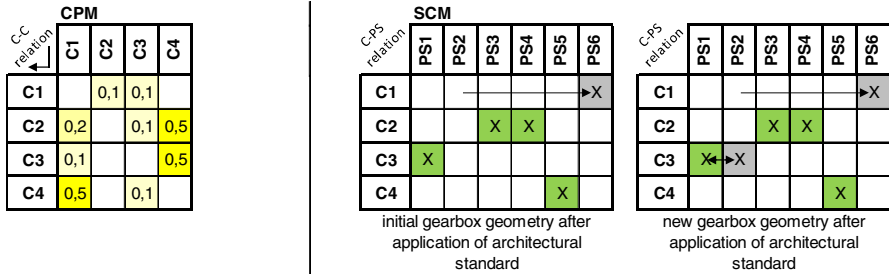 CPM
C-C relation C1 C2 C3 C4
C1 0,1 0,1
C2 0,2 0,1 0,5
C3 0,1 0,5
C4 0,5 0,1
SCM
C-PS relation PS1 PS2 PS3 PS4 PS5 PS6
C1 X
C2 X X
C3 X
C4 X
initial gearbox geometry after
application of architectural
standard
C-PS relation PS1 PS2 PS3 PS4 PS5 PS6
C1 X
C2 X X
C3 X X
C4 X
new gearbox geometry after
application of architectural
standard